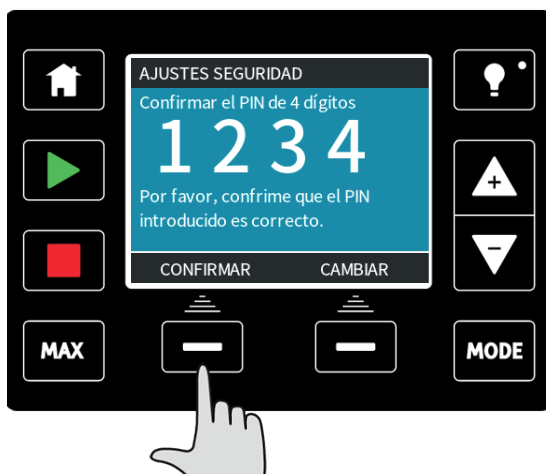 AJUSTES SEGURIDAD
Confirmar el PIN de 4 dígitos
1 2 3 4
Por favor, confrime que el PIN
introducido es correcto.
CONFIRMAR CAMBIAR
+
-
MAX
MODE